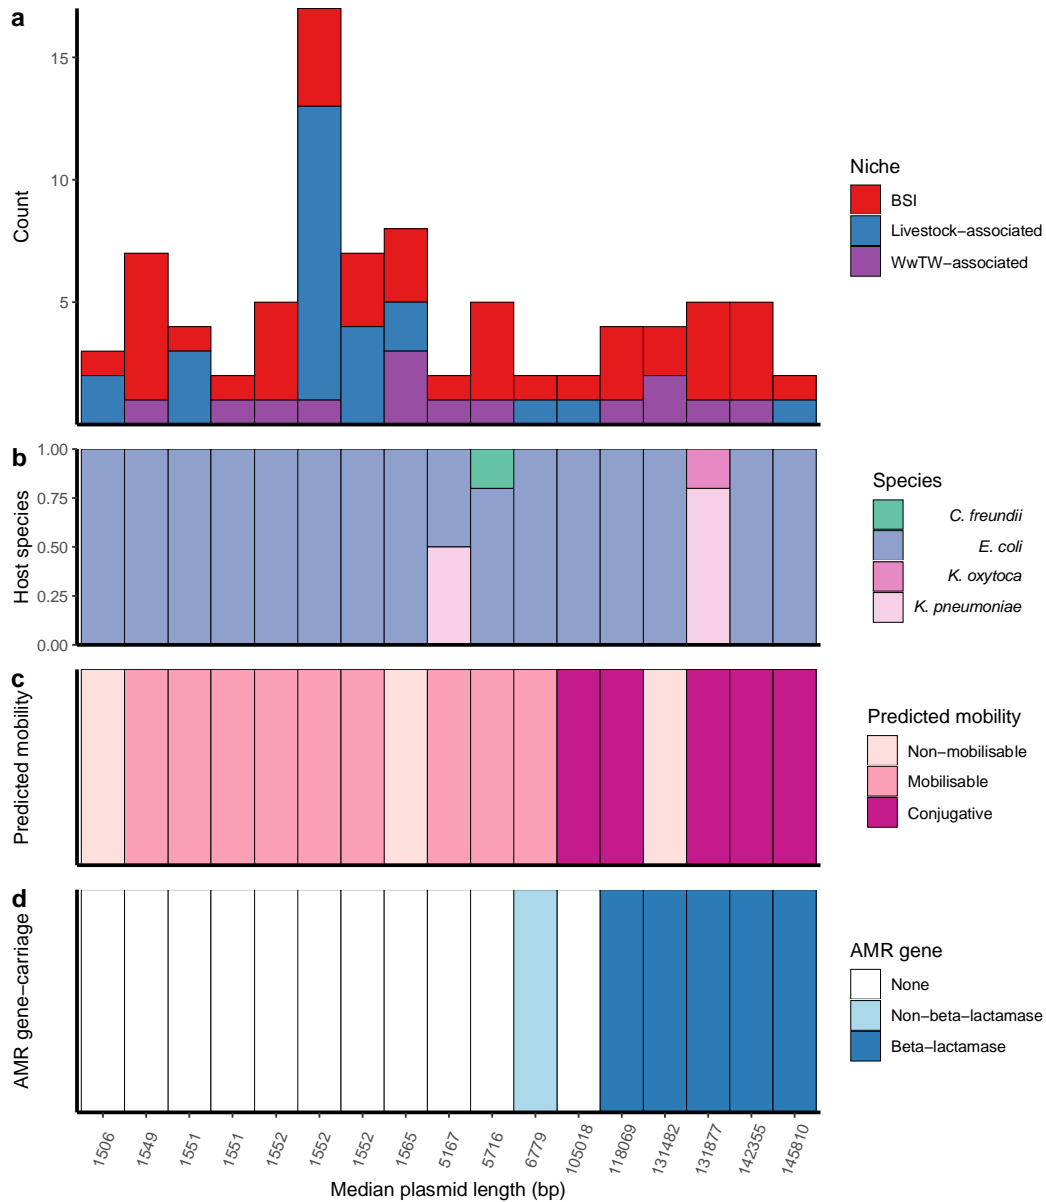 a
15
10
5
Count
Niche
BSI
Livestock−associated
WwTW−associated
b
1.00
0.75
0.50
0.25
0.00
Host species
Species
C. freundii
E. coli
K. oxytoca
K. pneumoniae
c
Predicted mobility
Predicted mobility
Non−mobilisable
Mobilisable
Conjugative
d
AMR gene−carriage
AMR gene
None
Non−beta−lactamase
Beta−lactamase
1506 1549 1551 1551 1552 1552 1552 1565 5167 5716 6779 105018 118069 131482 131877 142355 145810
Median plasmid length (bp)